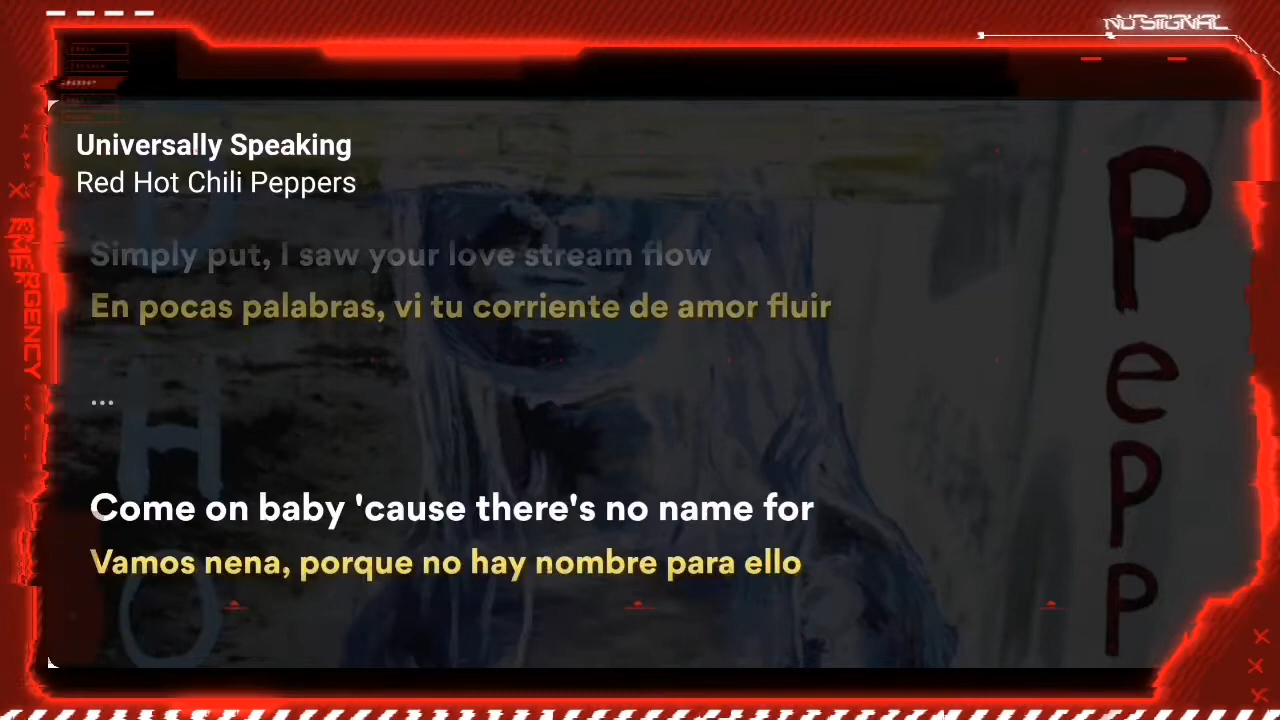 NO SIGNAL
Universally Speaking
Red Hot Chili Peppers
Simply put, I saw your love stream flow
En pocas palabras, vi tu corriente de amor fluir
...
Come on baby 'cause there's no name for
Vamos nena, porque no hay nombre para ello
EMERGENCY
H
O
P
e
p
p